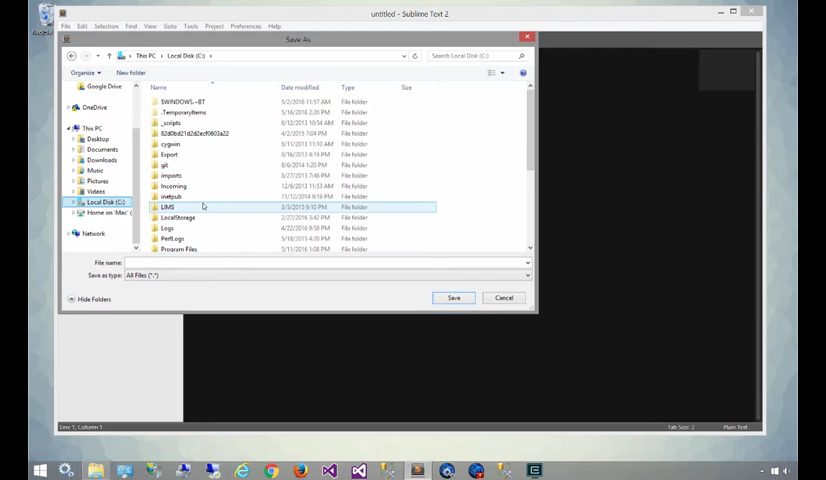 untitled - Sublime Text 2
File Edit Selection Find View Goto Tools Project Preferences Help
Save As
This PC Local Disk (C:)
Search Local Disk (C:)
Organize New folder
Name Date modified Type Size
Google Drive
OneDrive
This PC
Desktop
Documents
Downloads
Music
Pictures
Videos
Local Disk (C:)
Home on 'Mac' (
Network
$WINDOWS.~BT 5/2/2016 11:57 AM File folder
.TemporaryItems 5/16/2016 2:20 PM File folder
_scripts 6/12/2013 10:54 AM File folder
82d0bd21d2d2ecf0603a22 4/2/2015 7:04 PM File folder
cygwin 8/16/2013 11:10 AM File folder
Export 8/16/2013 4:19 PM File folder
git 8/6/2014 1:21 PM File folder
imports 8/27/2013 7:46 PM File folder
Incoming 12/6/2013 11:53 AM File folder
inetpub 11/12/2014 9:19 PM File folder
LIMS 3/3/2015 9:10 PM File folder
LocalStorage 2/27/2016 3:42 PM File folder
Logs 4/22/2016 9:58 PM File folder
PerfLogs 5/18/2015 4:20 PM File folder
Program Files 5/11/2016 1:08 PM File folder
File name:
Save as type: All Files (*.*)
Hide Folders
Save Cancel
Line 1, Column 1
Tab Size: 2 Plain Text